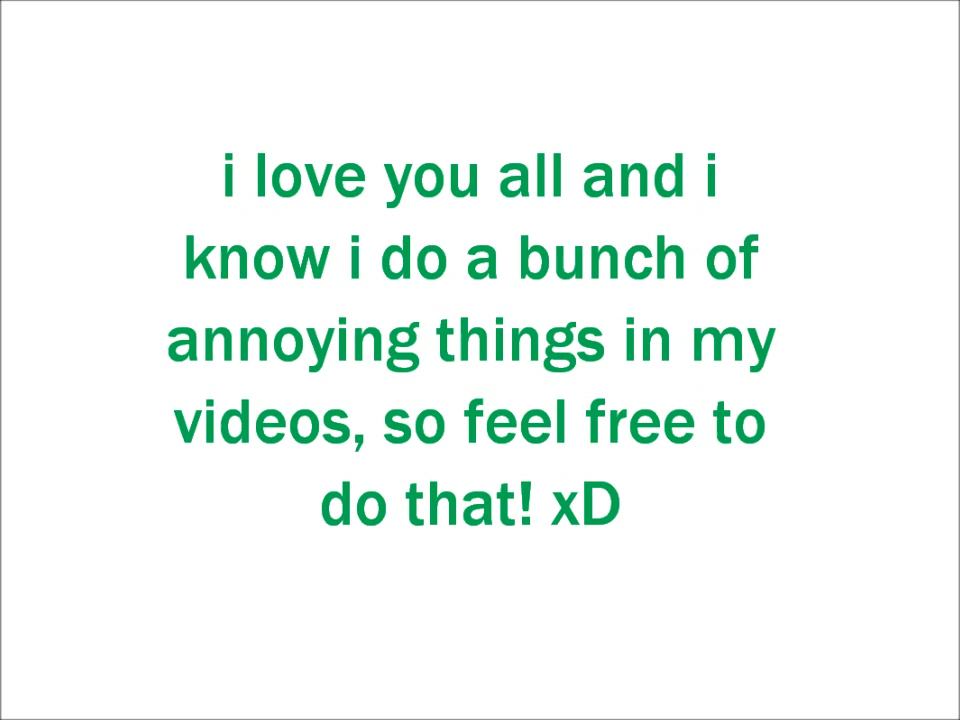 i love you all and i
know i do a bunch of
annoying things in my
videos, so feel free to
do that! xD